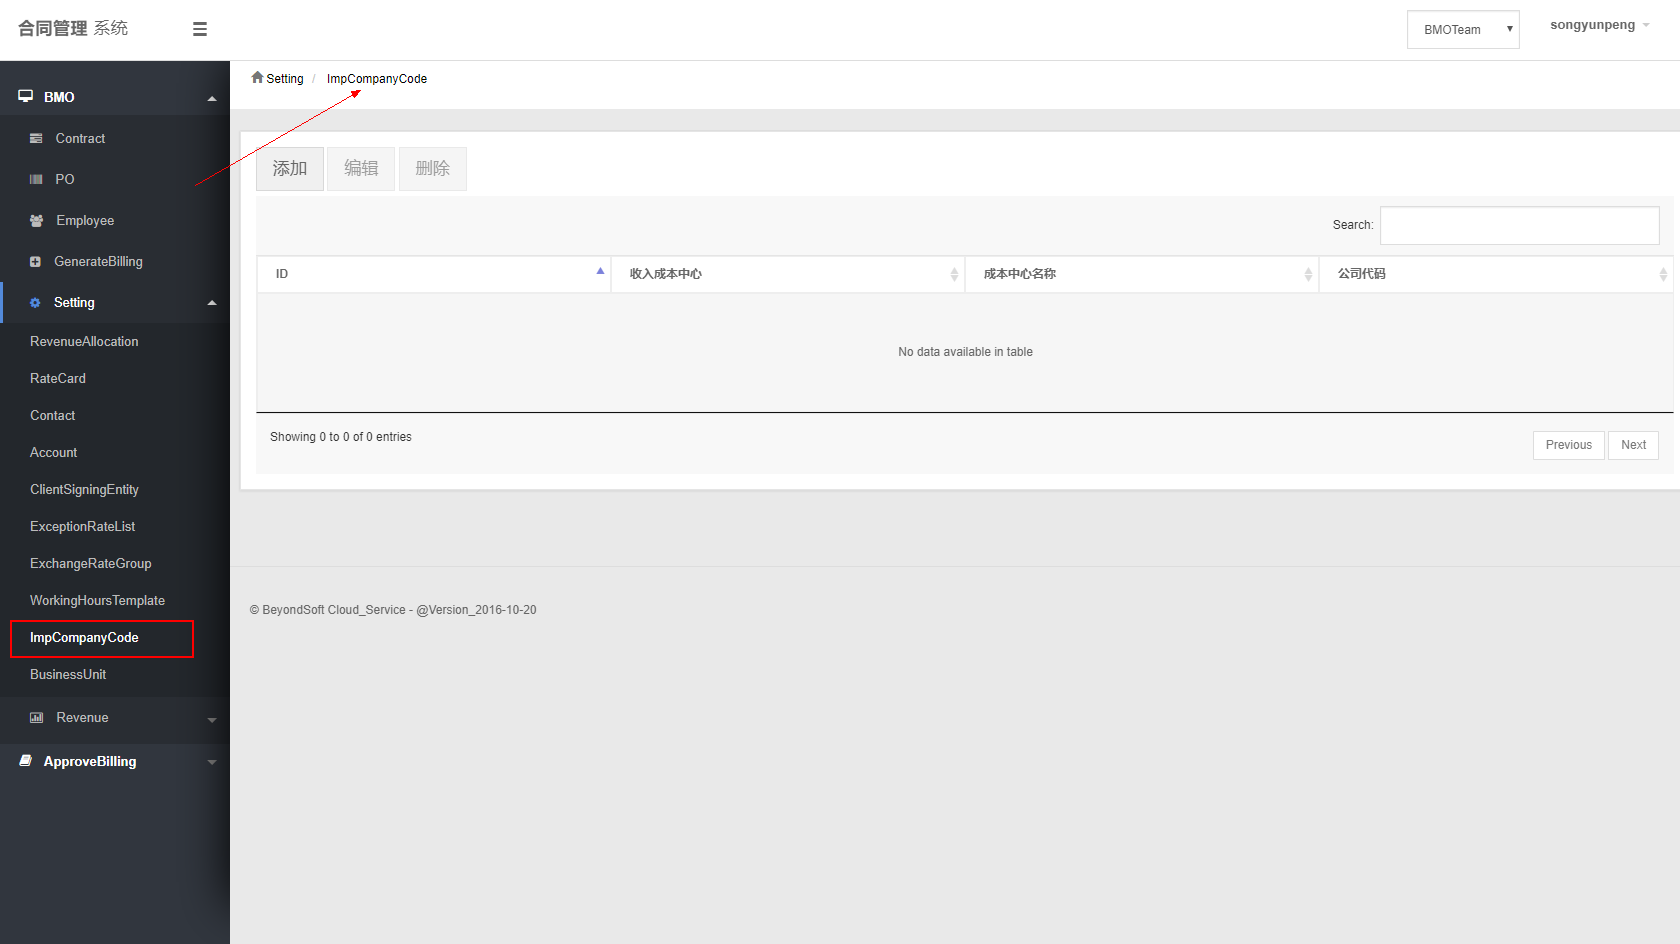 合同管理 系统
BMOTeam
songyunpeng
BMO
Contract
PO
Employee
GenerateBilling
Setting
RevenueAllocation
RateCard
Contact
Account
ClientSigningEntity
ExceptionRateList
ExchangeRateGroup
WorkingHoursTemplate
ImpCompanyCode
BusinessUnit
Revenue
ApproveBilling
Setting / ImpCompanyCode
添加 编辑 删除
Search:
ID 收入成本中心 成本中心名称 公司代码
No data available in table
Showing 0 to 0 of 0 entries
Previous Next
© BeyondSoft Cloud_Service - @Version_2016-10-20